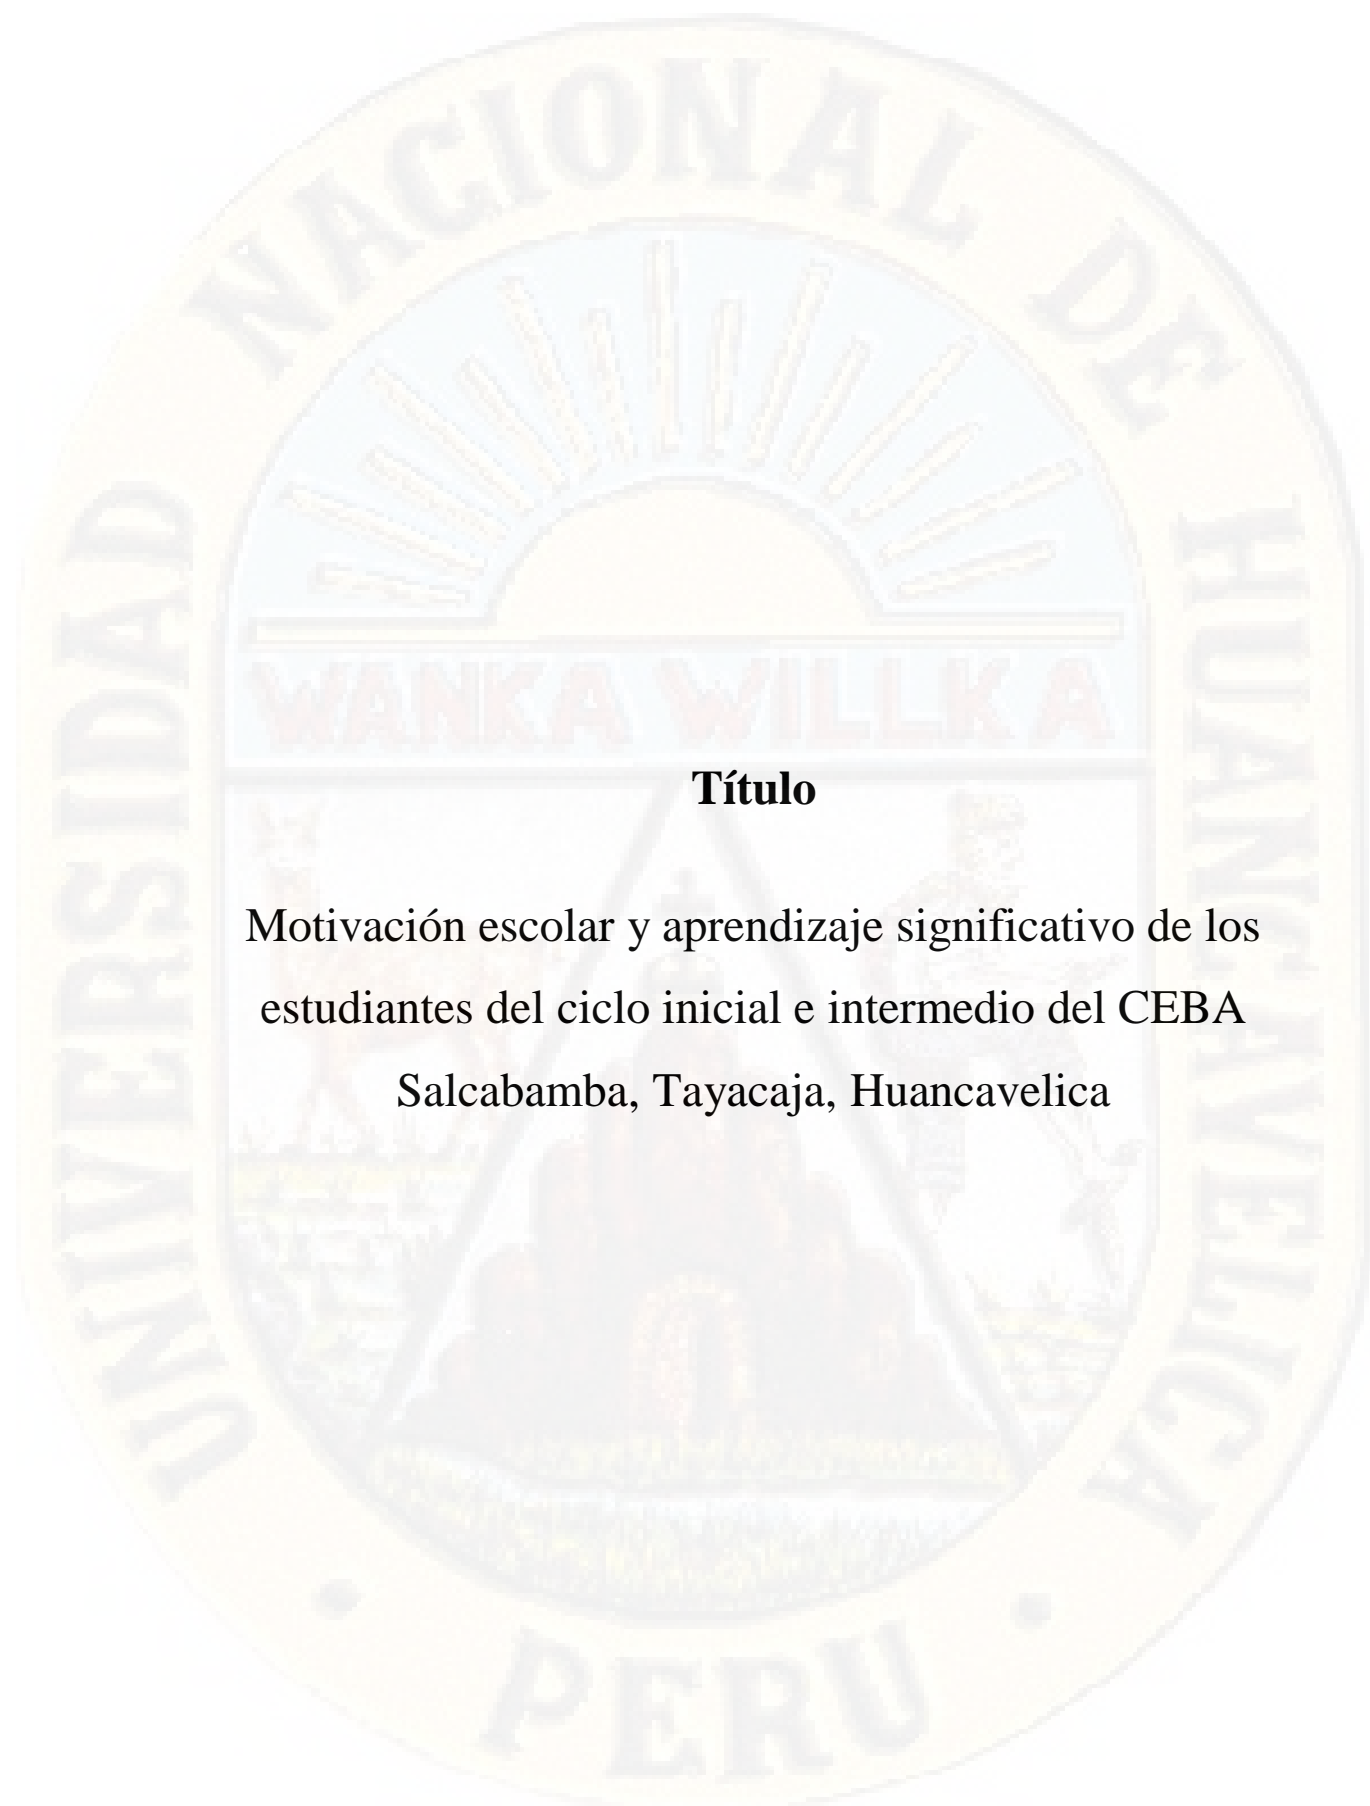 UNIVERSIDAD NACIONAL DE HUANCAVELICA
WANKA WILLKA
Título
Motivación escolar y aprendizaje significativo de los
estudiantes del ciclo inicial e intermedio del CEBA
Salcabamba, Tayacaja, Huancavelica
PERU